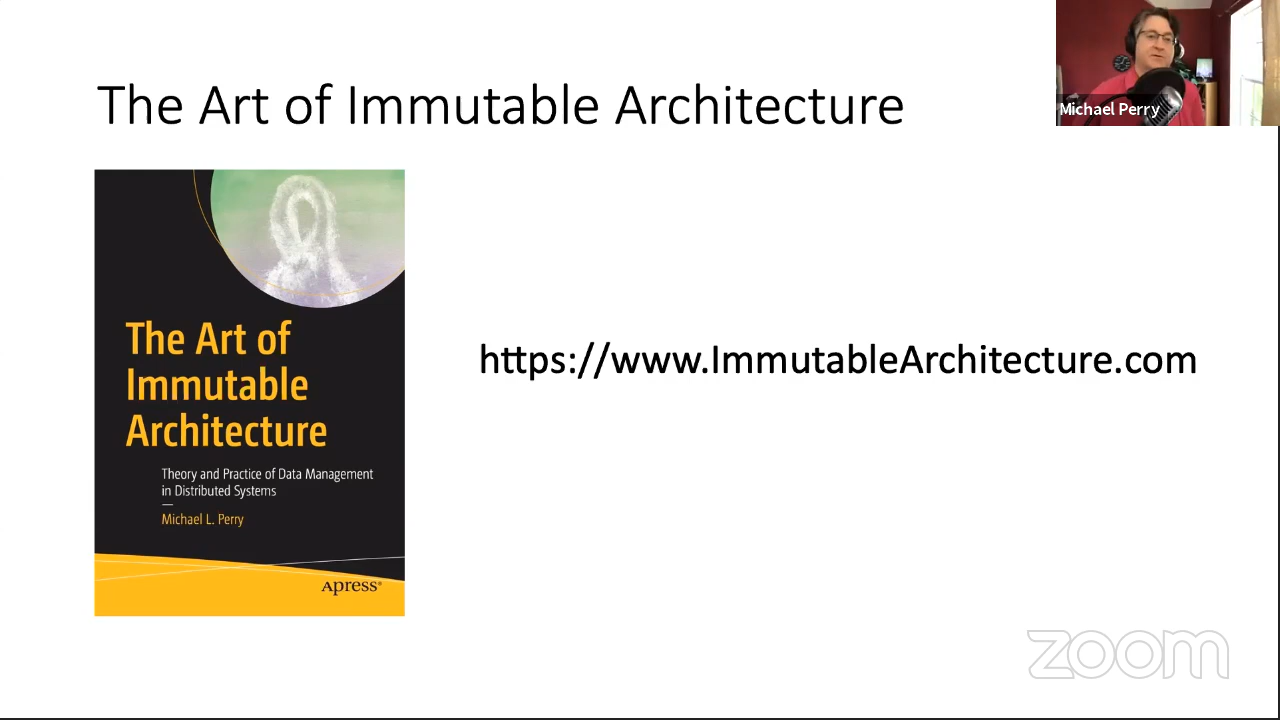 The Art of Immutable Architecture
Michael Perry
The Art of
Immutable
Architecture
Theory and Practice of Data Management
in Distributed Systems
Michael L. Perry
Apress®
https://www.ImmutableArchitecture.com
zoom